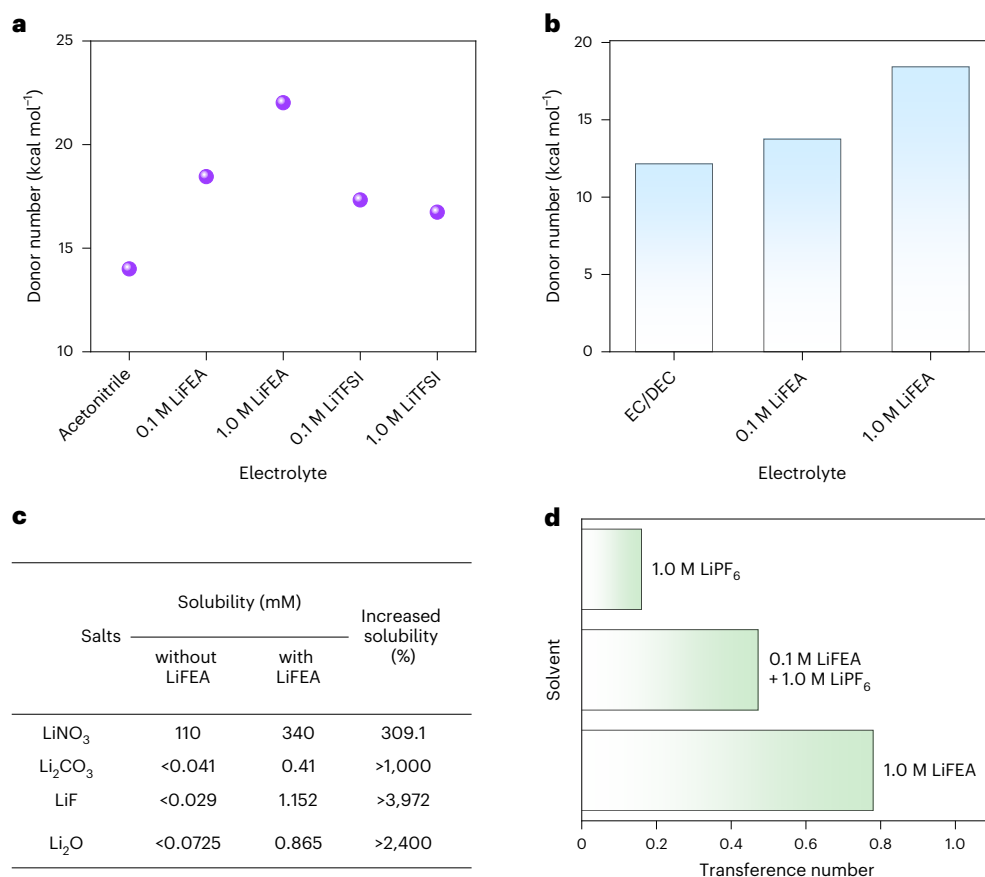 a
25
20
15
10
Donor number (kcal mol⁻¹)
Acetonitrile
0.1 M LiFEA
1.0 M LiFEA
0.1 M LiTFSI
1.0 M LiTFSI
Electrolyte
b
20
15
10
5
0
Donor number (kcal mol⁻¹)
EC/DEC
0.1 M LiFEA
1.0 M LiFEA
Electrolyte
c
Salts
Solubility (mM)
without
LiFEA
with
LiFEA
Increased
solubility
(%)
LiNO₃ 110 340 309.1
Li₂CO₃ <0.041 0.41 >1,000
LiF <0.029 1.152 >3,972
Li₂O <0.0725 0.865 >2,400
d
Solvent
1.0 M LiPF₆
0.1 M LiFEA
+ 1.0 M LiPF₆
1.0 M LiFEA
0 0.2 0.4 0.6 0.8 1.0
Transference number